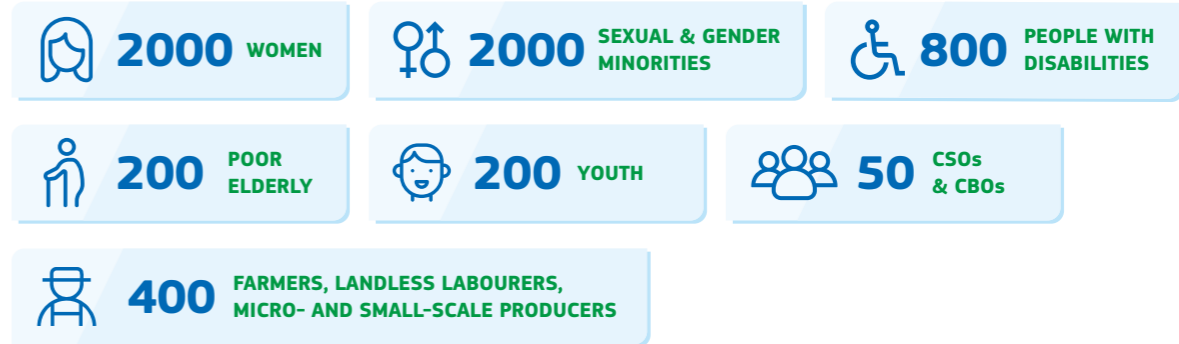 2000 WOMEN
2000 SEXUAL & GENDER
MINORITIES
800 PEOPLE WITH
DISABILITIES
200 POOR
ELDERLY
200 YOUTH
50 CSOs
& CBOs
400 FARMERS, LANDLESS LABOURERS,
MICRO- AND SMALL-SCALE PRODUCERS